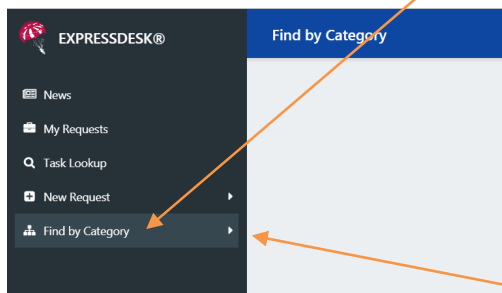 EXPRESSDESK®
Find by Category
News
My Requests
Task Lookup
New Request
Find by Category